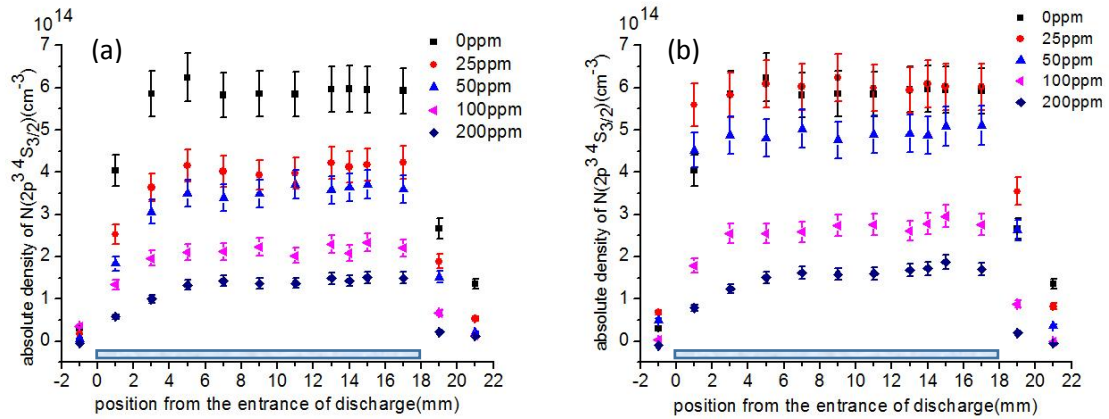 10^14
(a)
0ppm
25ppm
50ppm
100ppm
200ppm
absolute density of N(2p^3 4S_3/2)(cm^-3)
7
6
5
4
3
2
1
0
-2 0 2 4 6 8 10 12 14 16 18 20 22
position from the entrance of discharge(mm)
10^14
(b)
0ppm
25ppm
50ppm
100ppm
200ppm
absolute density of N(2p^3 4S_3/2)(cm^-3)
7
6
5
4
3
2
1
0
-2 0 2 4 6 8 10 12 14 16 18 20 22
position from the entrance of discharge(mm)